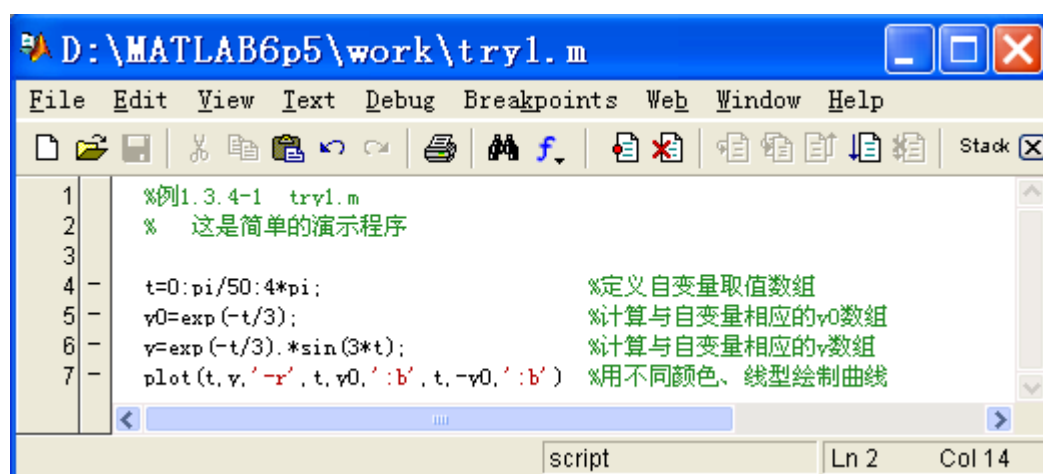 D:\MATLAB6p5\work\try1.m
File Edit View Text Debug Breakpoints Web Window Help
Stack
1 %例1.3.4-1 try1.m
2 % 这是简单的演示程序
3
4 - t=0:pi/50:4*pi; %定义自变量取值数组
5 - y0=exp(-t/3); %计算与自变量相应的y0数组
6 - y=exp(-t/3).*sin(3*t); %计算与自变量相应的y数组
7 - plot(t,y,'-r',t,y0,':b',t,-y0,':b') %用不同颜色、线型绘制曲线
script Ln 2 Col 14